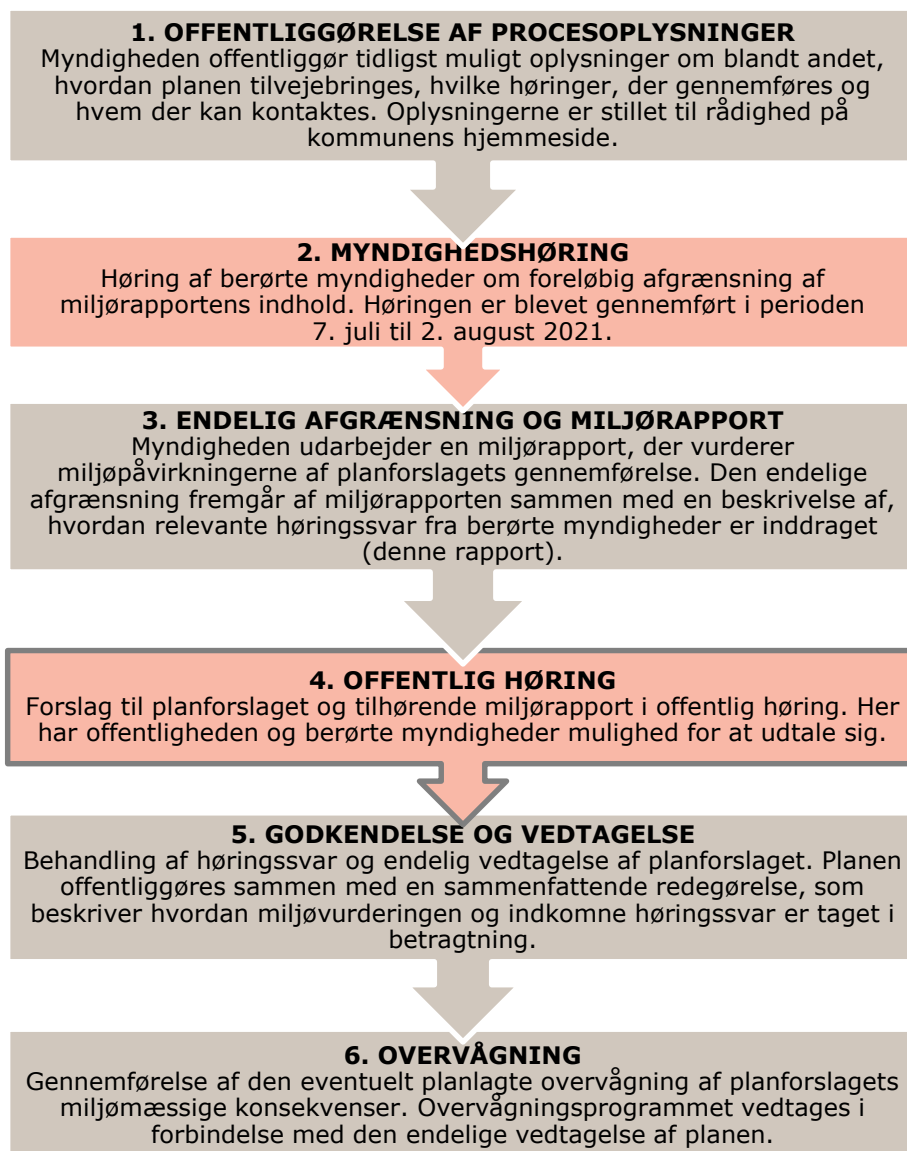 1. OFFENTLIGGØRELSE AF PROCESOPLYSNINGER
Myndigheden offentliggør tidligst muligt oplysninger om blandt andet,
hvordan planen tilvejebringes, hvilke høringer, der gennemføres og
hvem der kan kontaktes. Oplysningerne er stillet til rådighed på
kommunens hjemmeside.
2. MYNDIGHEDSHØRING
Høring af berørte myndigheder om foreløbig afgrænsning af
miljørapportens indhold. Høringen er blevet gennemført i perioden
7. juli til 2. august 2021.
3. ENDELIG AFGRÆNSNING OG MILJØRAPPORT
Myndigheden udarbejder en miljørapport, der vurderer
miljøpåvirkningerne af planforslagets gennemførelse. Den endelige
afgrænsning fremgår af miljørapporten sammen med en beskrivelse af,
hvordan relevante høringssvar fra berørte myndigheder er inddraget
(denne rapport).
4. OFFENTLIG HØRING
Forslag til planforslaget og tilhørende miljørapport i offentlig høring. Her
har offentligheden og berørte myndigheder mulighed for at udtale sig.
5. GODKENDELSE OG VEDTAGELSE
Behandling af høringssvar og endelig vedtagelse af planforslaget. Planen
offentliggøres sammen med en sammenfattende redegørelse, som
beskriver hvordan miljøvurderingen og indkomne høringssvar er taget i
betragtning.
6. OVERVÅGNING
Gennemførelse af den eventuelt planlagte overvågning af planforslagets
miljømæssige konsekvenser. Overvågningsprogrammet vedtages i
forbindelse med den endelige vedtagelse af planen.